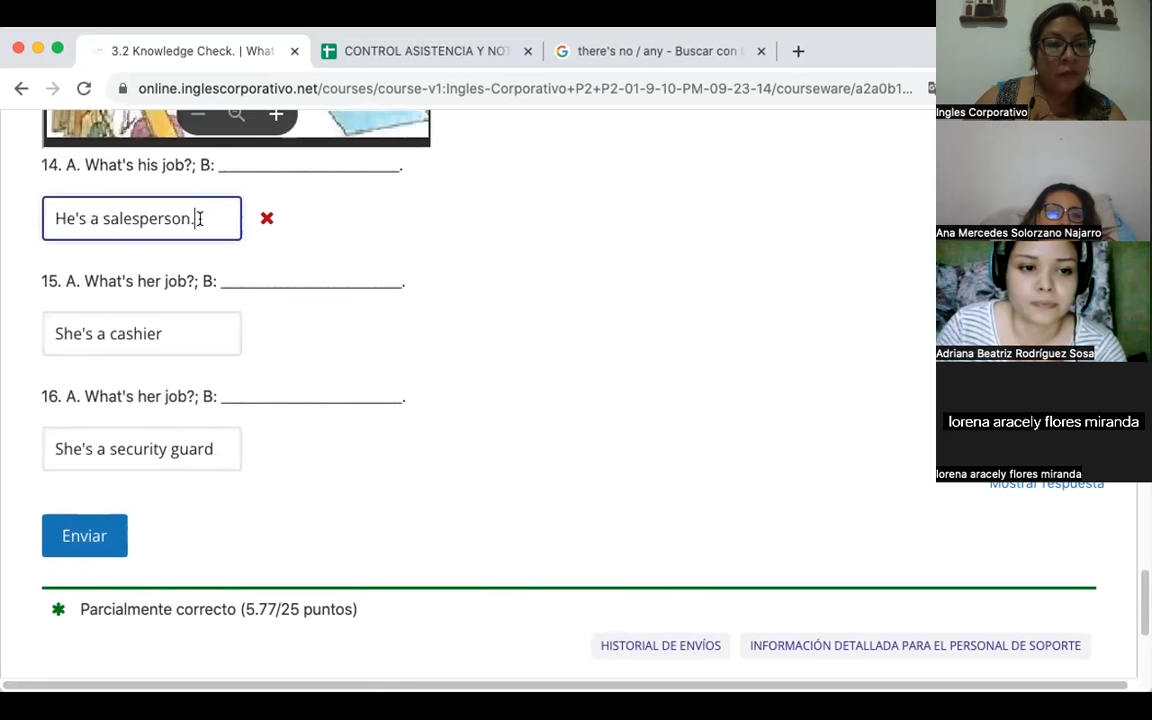 3.2 Knowledge Check. | What
CONTROL ASISTENCIA Y NOT
there's no / any - Buscar con
online.inglescorporativo.net/courses/course-v1:Ingles-Corporativo+P2+P2-01-9-10-PM-09-23-14/courseware/a2a0b1...
Ingles Corporativo
14. A. What's his job?; B: ____________________.
He's a salesperson.
Ana Mercedes Solorzano Najarro
15. A. What's her job?; B: ____________________.
She's a cashier
Adriana Beatriz Rodríguez Sosa
16. A. What's her job?; B: ____________________.
She's a security guard
lorena aracely flores miranda
lorena aracely flores miranda
Mostrar respuesta
Enviar
Parcialmente correcto (5.77/25 puntos)
HISTORIAL DE ENVÍOS
INFORMACIÓN DETALLADA PARA EL PERSONAL DE SOPORTE